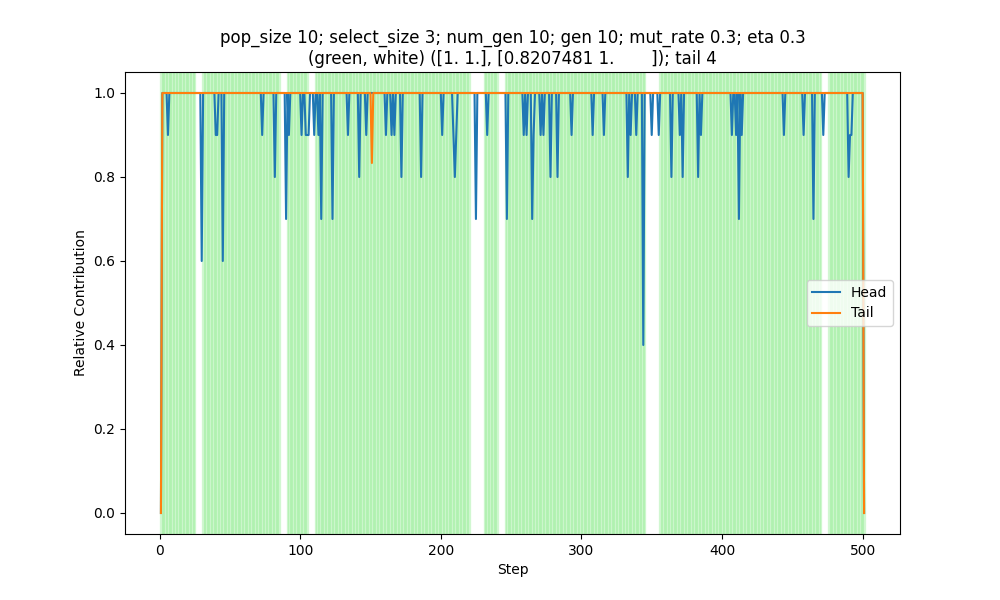 pop_size 10; select_size 3; num_gen 10; gen 10; mut_rate 0.3; eta 0.3
(green, white) ([1. 1.], [0.8207481 1.        ]); tail 4
1.0
0.8
0.6
0.4
0.2
0.0
Relative Contribution
Head
Tail
0
100
200
300
400
500
Step